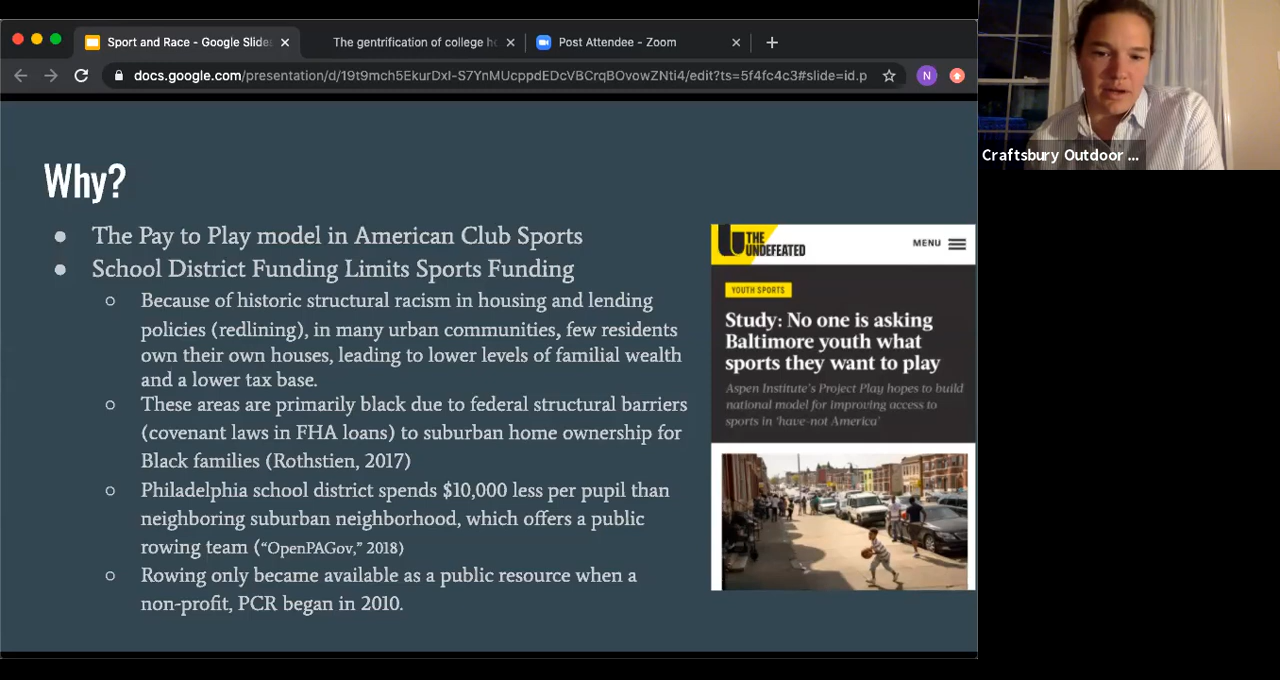 Sport and Race - Google Slides
The gentrification of college h
Post Attendee - Zoom
docs.google.com/presentation/d/19t9mch5EkurDxI-S7YnMUcppdEDcVBCrqBOvowZNti4/edit?ts=5f4fc4c3#slide=id.p
N
Craftsbury Outdoor ...
Why?
The Pay to Play model in American Club Sports
School District Funding Limits Sports Funding
Because of historic structural racism in housing and lending
policies (redlining), in many urban communities, few residents
own their own houses, leading to lower levels of familial wealth
and a lower tax base.
These areas are primarily black due to federal structural barriers
(covenant laws in FHA loans) to suburban home ownership for
Black families (Rothstien, 2017)
Philadelphia school district spends $10,000 less per pupil than
neighboring suburban neighborhood, which offers a public
rowing team (“OpenPAGov,” 2018)
Rowing only became available as a public resource when a
non-profit, PCR began in 2010.
THE
UNDEFEATED
MENU
YOUTH SPORTS
Study: No one is asking
Baltimore youth what
sports they want to play
Aspen Institute's Project Play hopes to build
national model for improving access to
sports in 'have-not America'